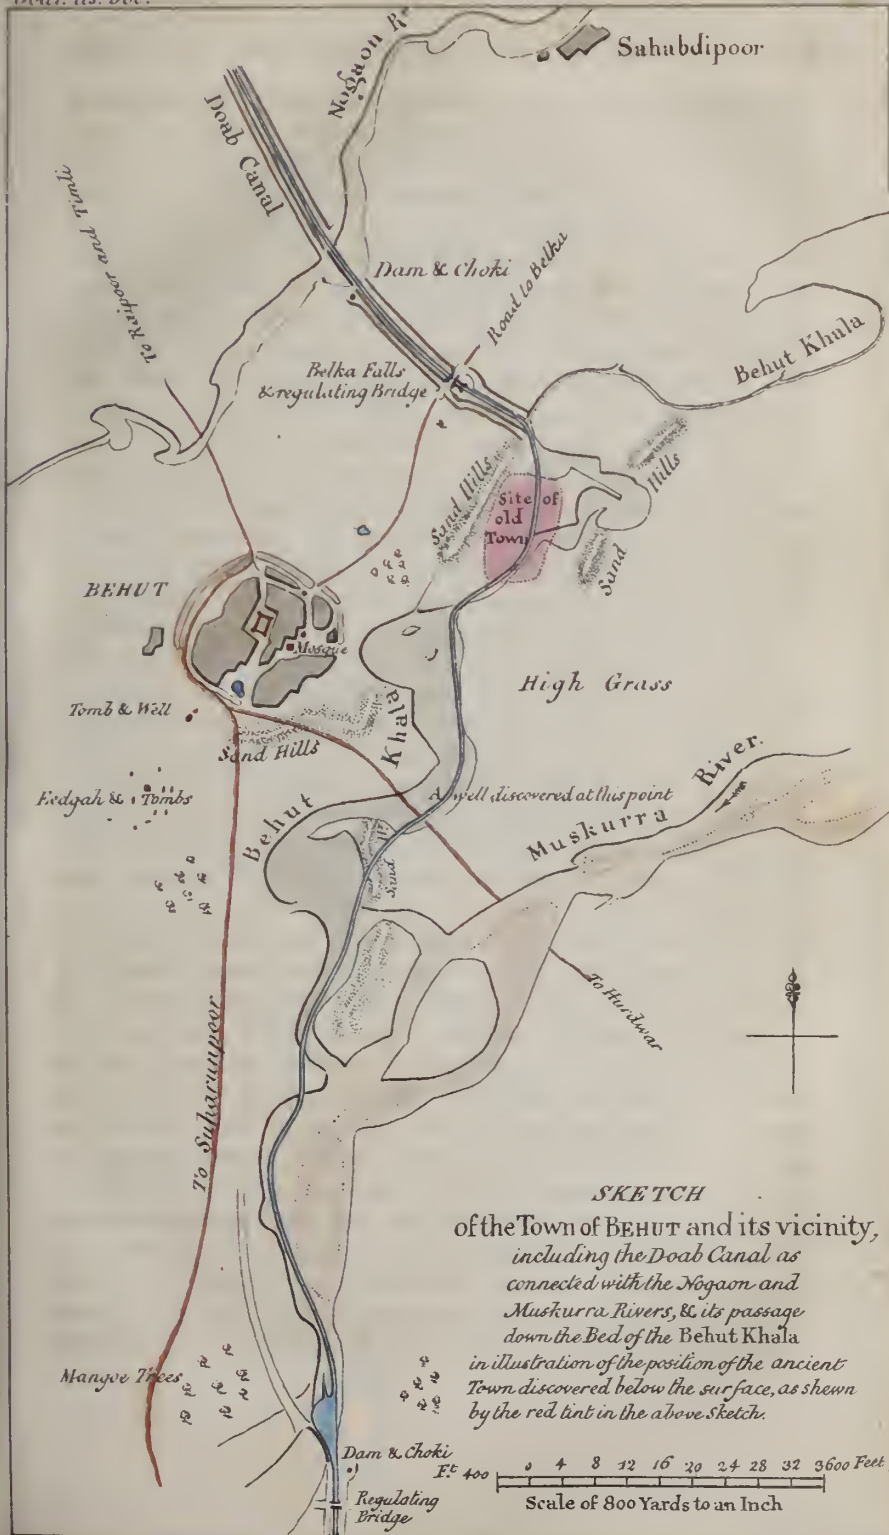 Nogaon R.
Sahabdipoor
Doab Canal
To Raipoor and Timli
Dam & Choki
Road to Belka
Belka Falls
& regulating Bridge
Behut Khala
Sand Hills
Hills
Sand
Site of
old
Town
BEHUT
Mosque
High Grass
Tomb & Well
Sand Hills
Behut Khala
Eedgah & Tombs
A well discovered at this point
Muskurra River.
Sand
To Hurdwar
To Suharunpoor
SKETCH
of the Town of BEHUT and its vicinity,
including the Doab Canal as
connected with the Nogaon and
Muskurra Rivers, & its passage
down the Bed of the Behut Khala
in illustration of the position of the ancient
Town discovered below the surface, as shewn
by the red tint in the above Sketch.
Mangoe Trees
Dam & Choki
Ft. 400 0 4 8 12 16 20 24 28 32 3600 Feet
Scale of 800 Yards to an Inch
Regulating
Bridge